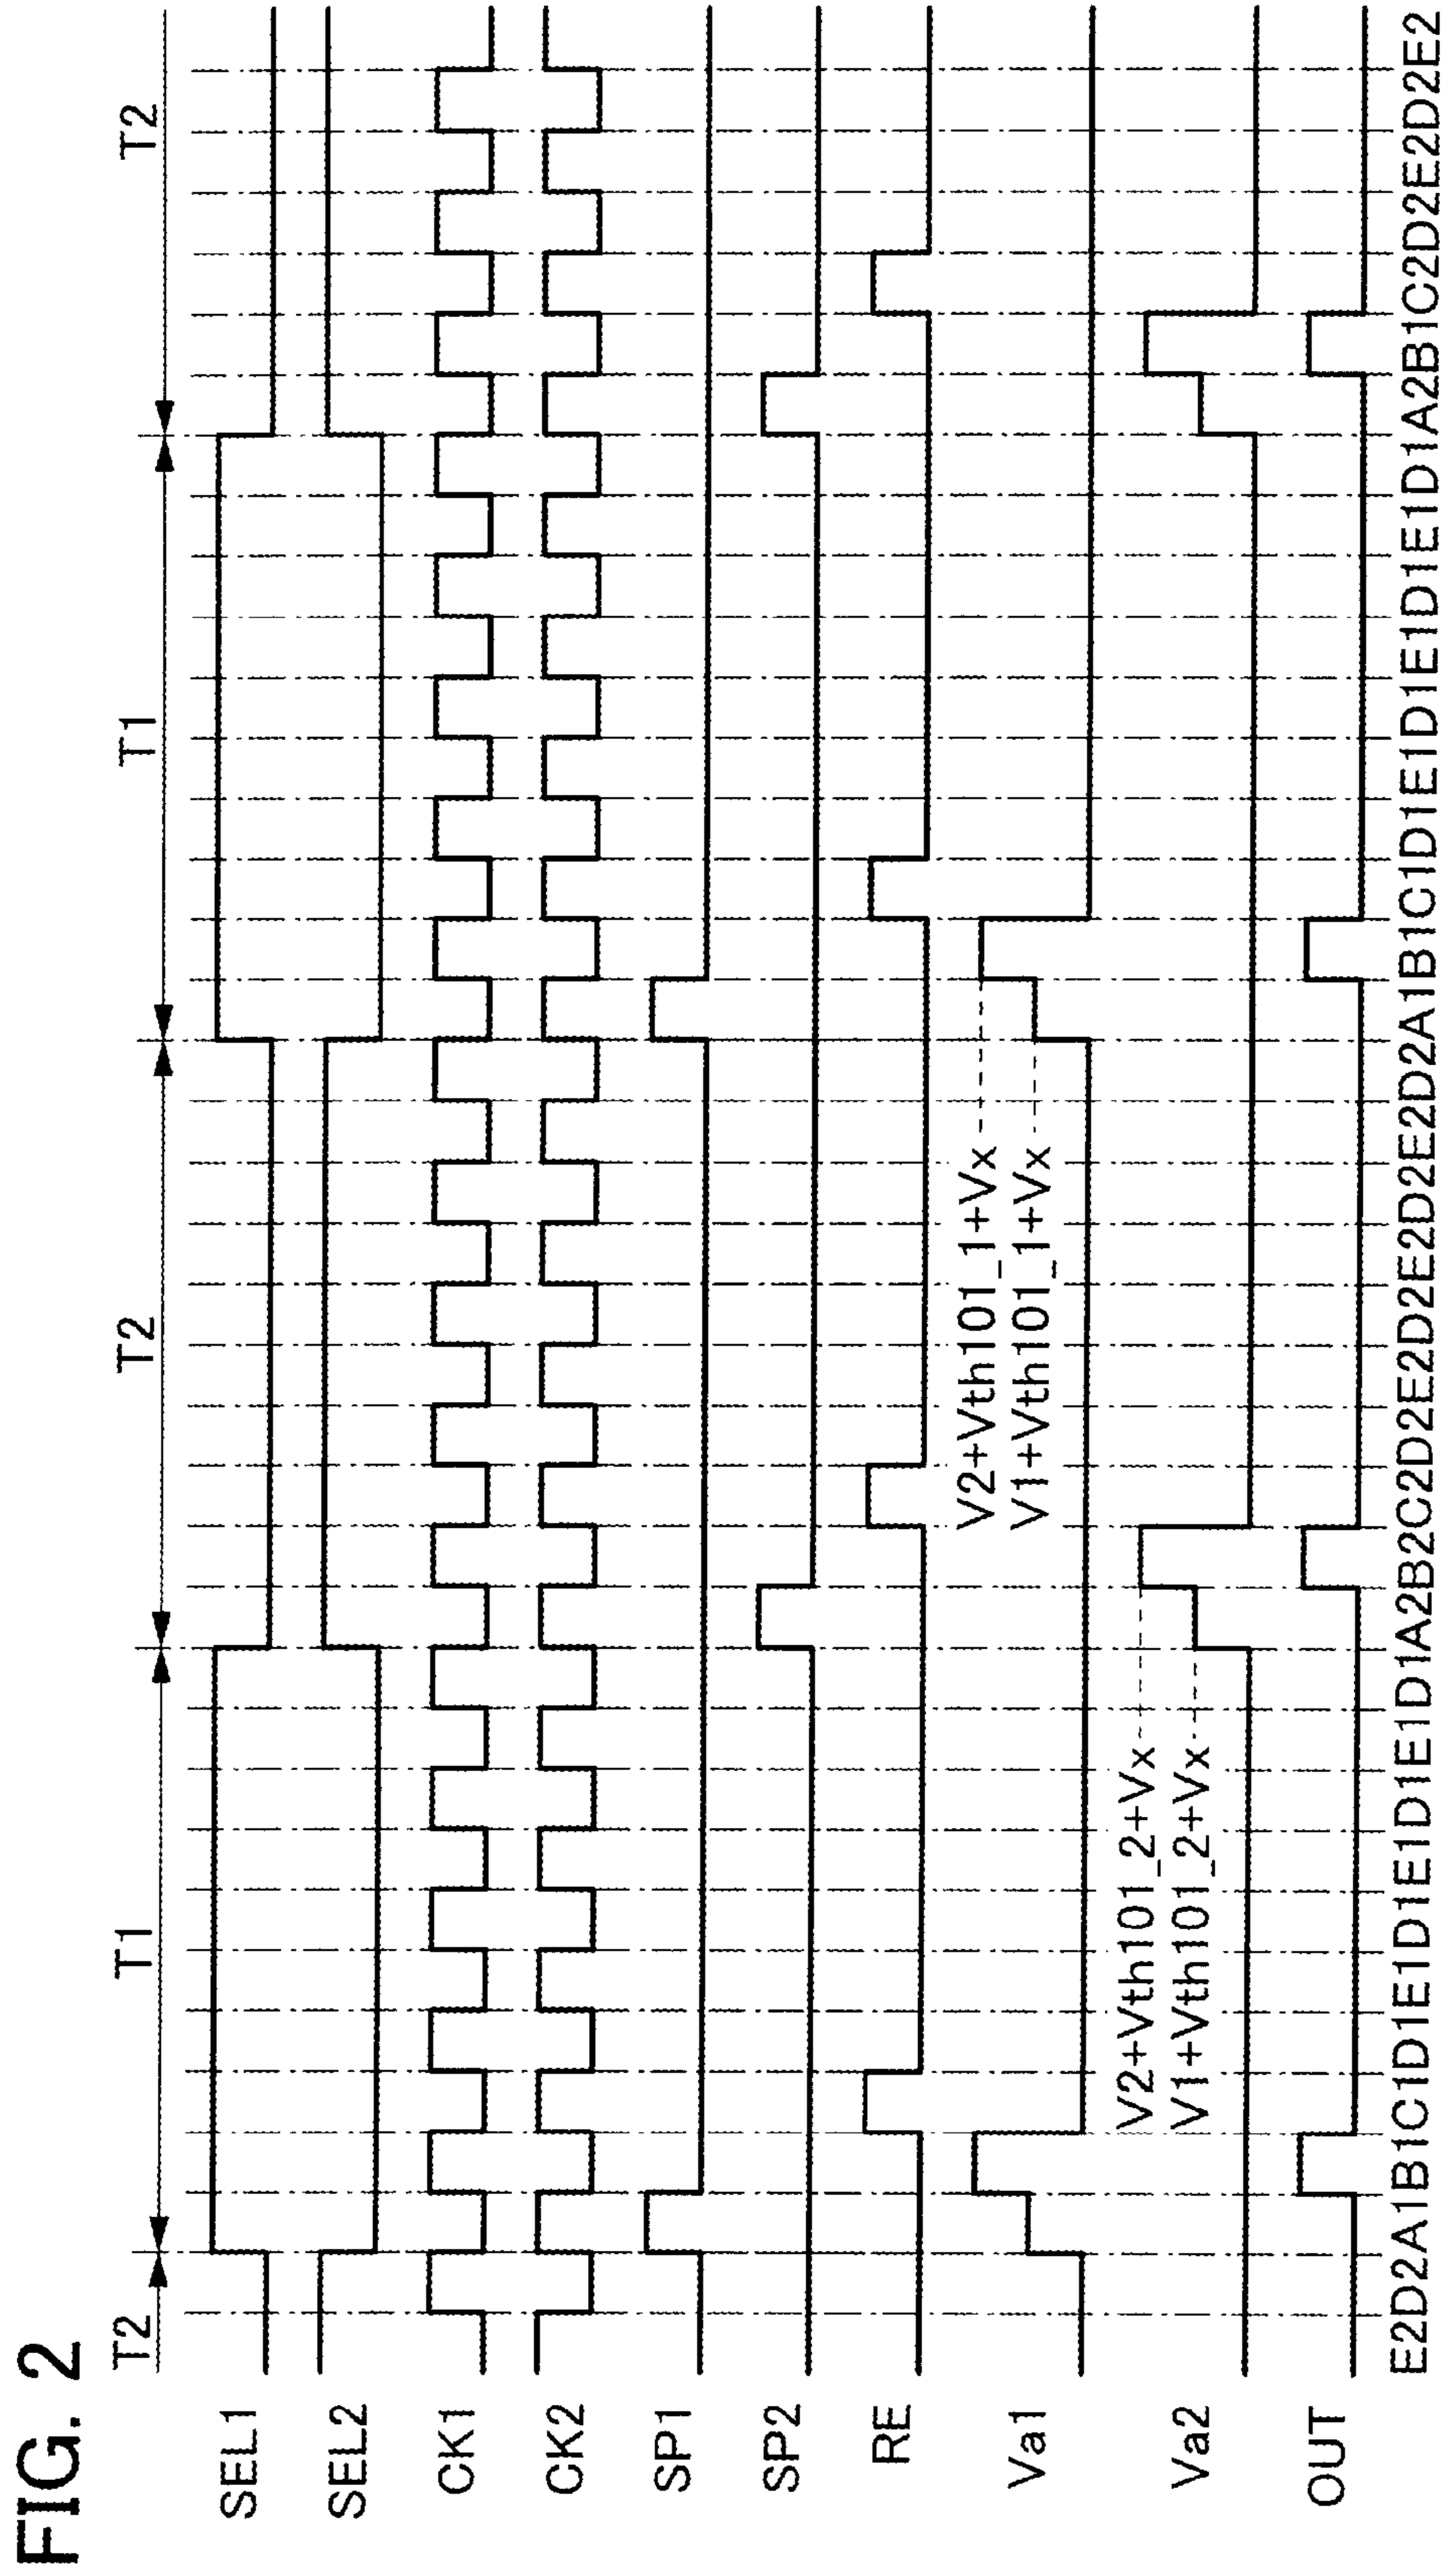 FIG. 2
T2 T1 T2 T1 T2
SEL1
SEL2
CK1
CK2
SP1
SP2
RE
V2+Vth101_1+Vx
Va1
V1+Vth101_1+Vx
V2+Vth101_2+Vx
Va2
V1+Vth101_2+Vx
OUT
E2D2A1B1C1D1E1D1E1D1E1D1A2B2C2D2E2D2E2D2E2D2A1B1C1D1E1D1E1D1E1D1A2B1C2D2E2D2E2